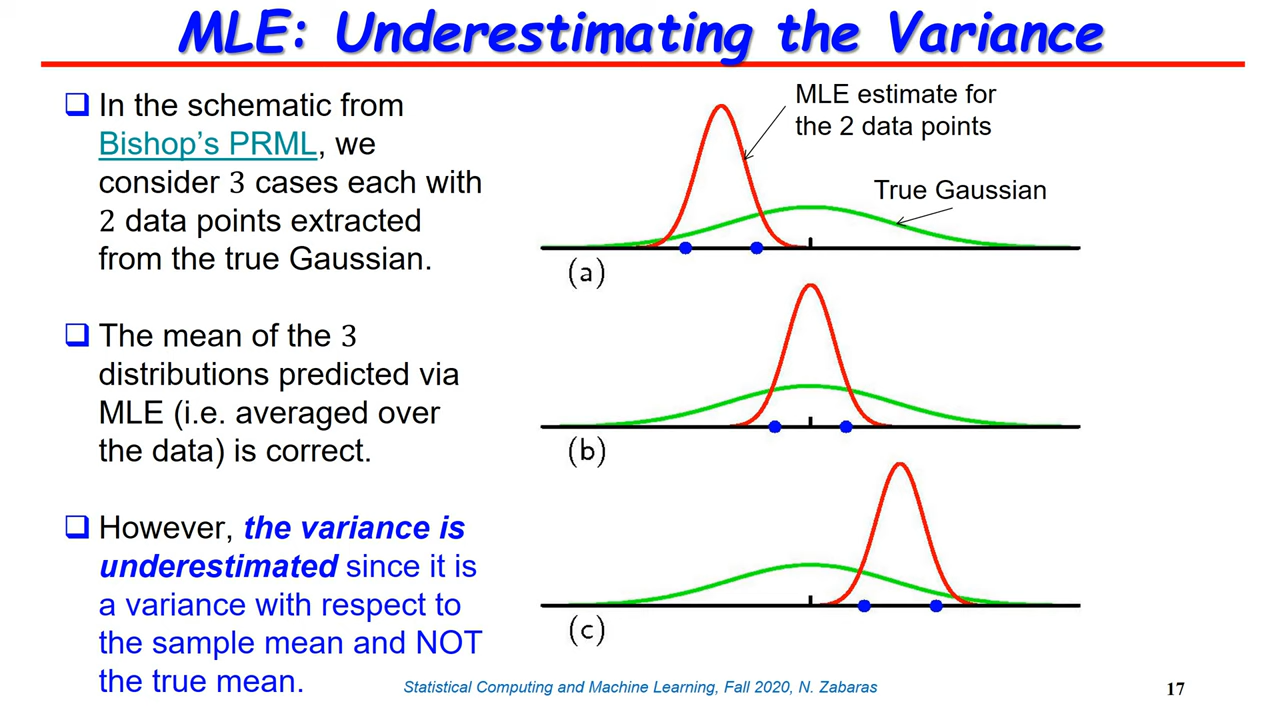 MLE: Underestimating the Variance
❑ In the schematic from
Bishop’s PRML, we
consider 3 cases each with
2 data points extracted
from the true Gaussian.
❑ The mean of the 3
distributions predicted via
MLE (i.e. averaged over
the data) is correct.
❑ However, the variance is
underestimated since it is
a variance with respect to
the sample mean and NOT
the true mean.
MLE estimate for
the 2 data points
True Gaussian
(a)
(b)
(c)
Statistical Computing and Machine Learning, Fall 2020, N. Zabaras
17